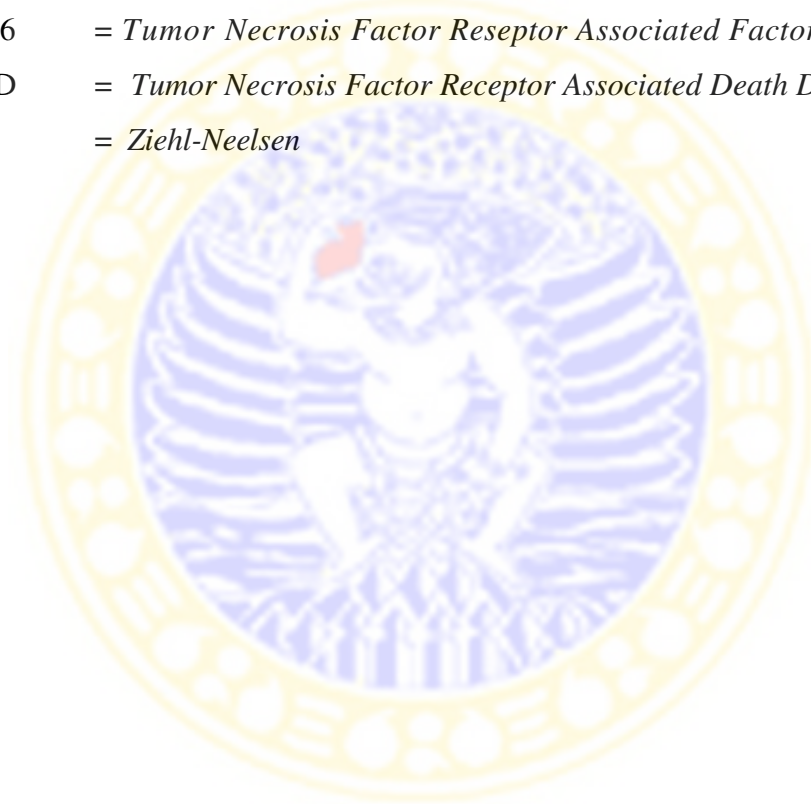 6 = Tumor Necrosis Factor Reseptor Associated Factor
D = Tumor Necrosis Factor Receptor Associated Death D
= Ziehl-Neelsen